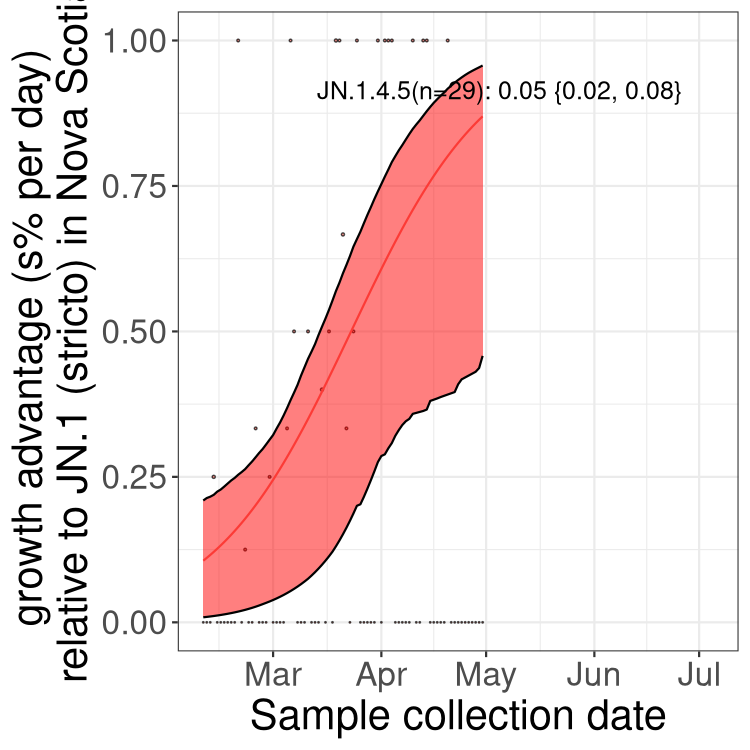 growth advantage (s% per day)
relative to JN.1 (stricto) in Nova Scotia
1.00
0.75
0.50
0.25
0.00
JN.1.4.5(n=29): 0.05 {0.02, 0.08}
Mar Apr May Jun Jul
Sample collection date